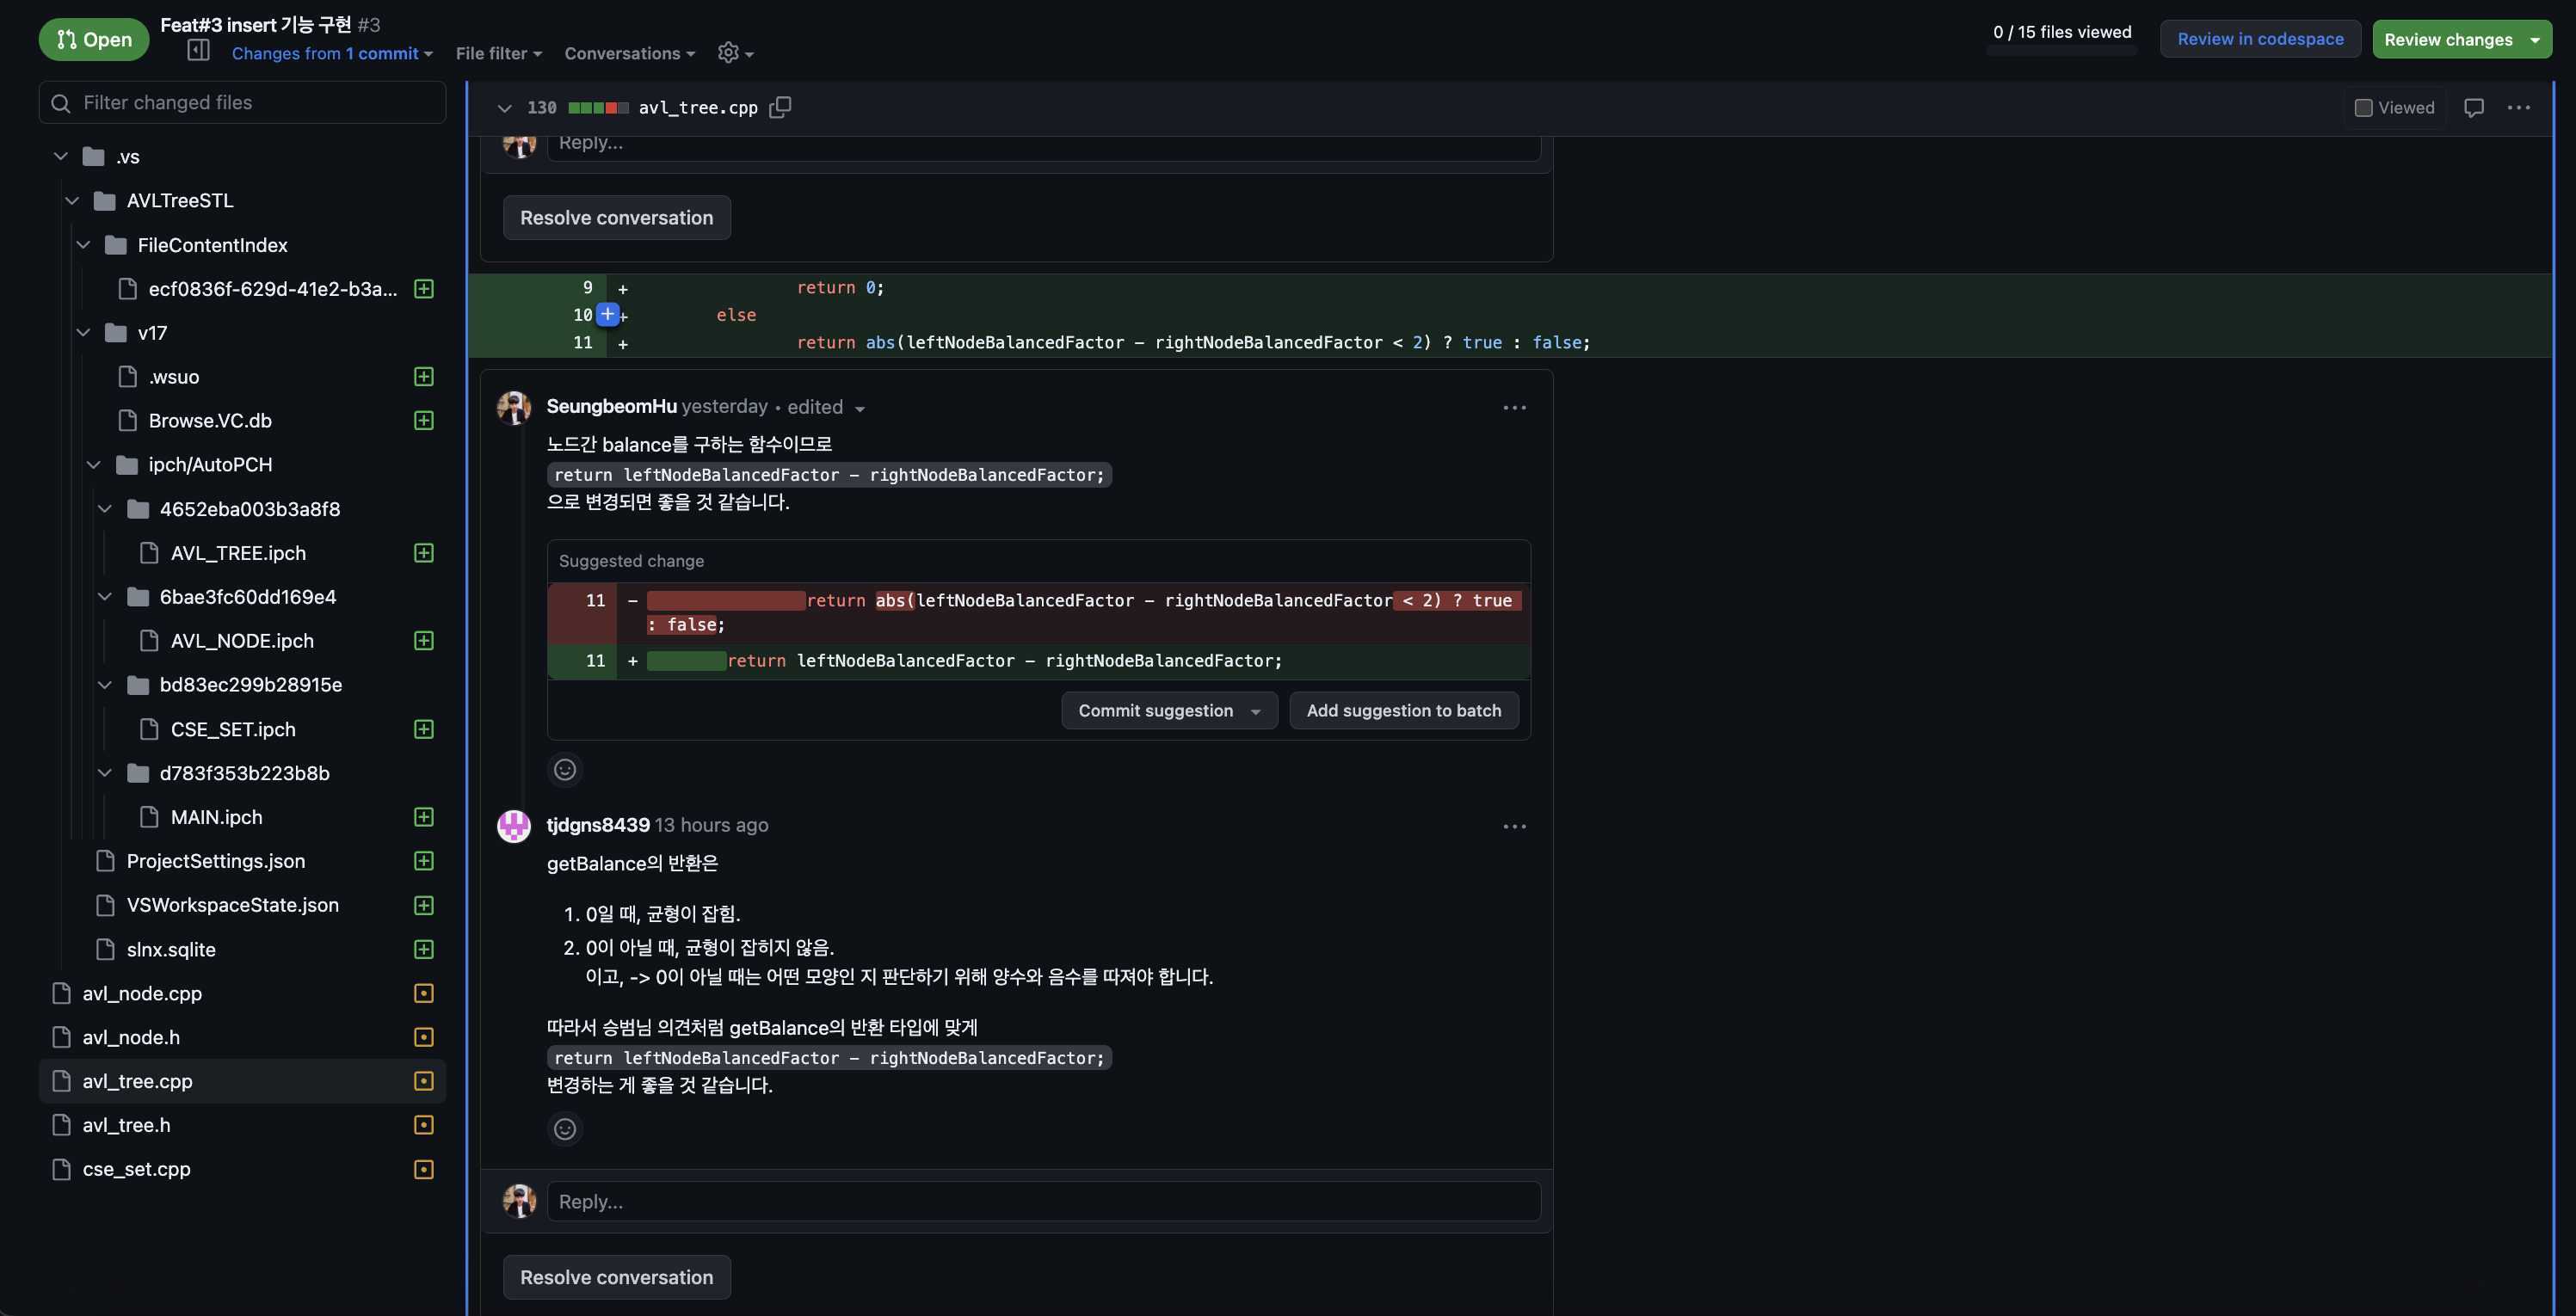 Open
Feat#3 insert 기능 구현 #3
Changes from 1 commit
File filter
Conversations
0 / 15 files viewed
Review in codespace
Review changes
Filter changed files
.vs
AVLTreeSTL
FileContentIndex
ecf0836f-629d-41e2-b3a...
v17
.wsuo
Browse.VC.db
ipch/AutoPCH
4652eba003b3a8f8
AVL_TREE.ipch
6bae3fc60dd169e4
AVL_NODE.ipch
bd83ec299b28915e
CSE_SET.ipch
d783f353b223b8b
MAIN.ipch
ProjectSettings.json
VSWorkspaceState.json
slnx.sqlite
avl_node.cpp
avl_node.h
avl_tree.cpp
avl_tree.h
cse_set.cpp
130 avl_tree.cpp
Viewed
Reply...
Resolve conversation
9 + return 0;
10 + else
11 + return abs(leftNodeBalancedFactor - rightNodeBalancedFactor < 2) ? true : false;
SeungbeomHu yesterday • edited
노드간 balance를 구하는 함수이므로
return leftNodeBalancedFactor - rightNodeBalancedFactor;
으로 변경되면 좋을 것 같습니다.
Suggested change
11 - return abs(leftNodeBalancedFactor - rightNodeBalancedFactor < 2) ? true
: false;
11 + return leftNodeBalancedFactor - rightNodeBalancedFactor;
Commit suggestion
Add suggestion to batch
tjdgns8439 13 hours ago
getBalance의 반환은
1. 0일 때, 균형이 잡힘.
2. 0이 아닐 때, 균형이 잡히지 않음.
이고, -> 0이 아닐 때는 어떤 모양인 지 판단하기 위해 양수와 음수를 따져야 합니다.
따라서 승범님 의견처럼 getBalance의 반환 타입에 맞게
return leftNodeBalancedFactor - rightNodeBalancedFactor;
변경하는 게 좋을 것 같습니다.
Reply...
Resolve conversation